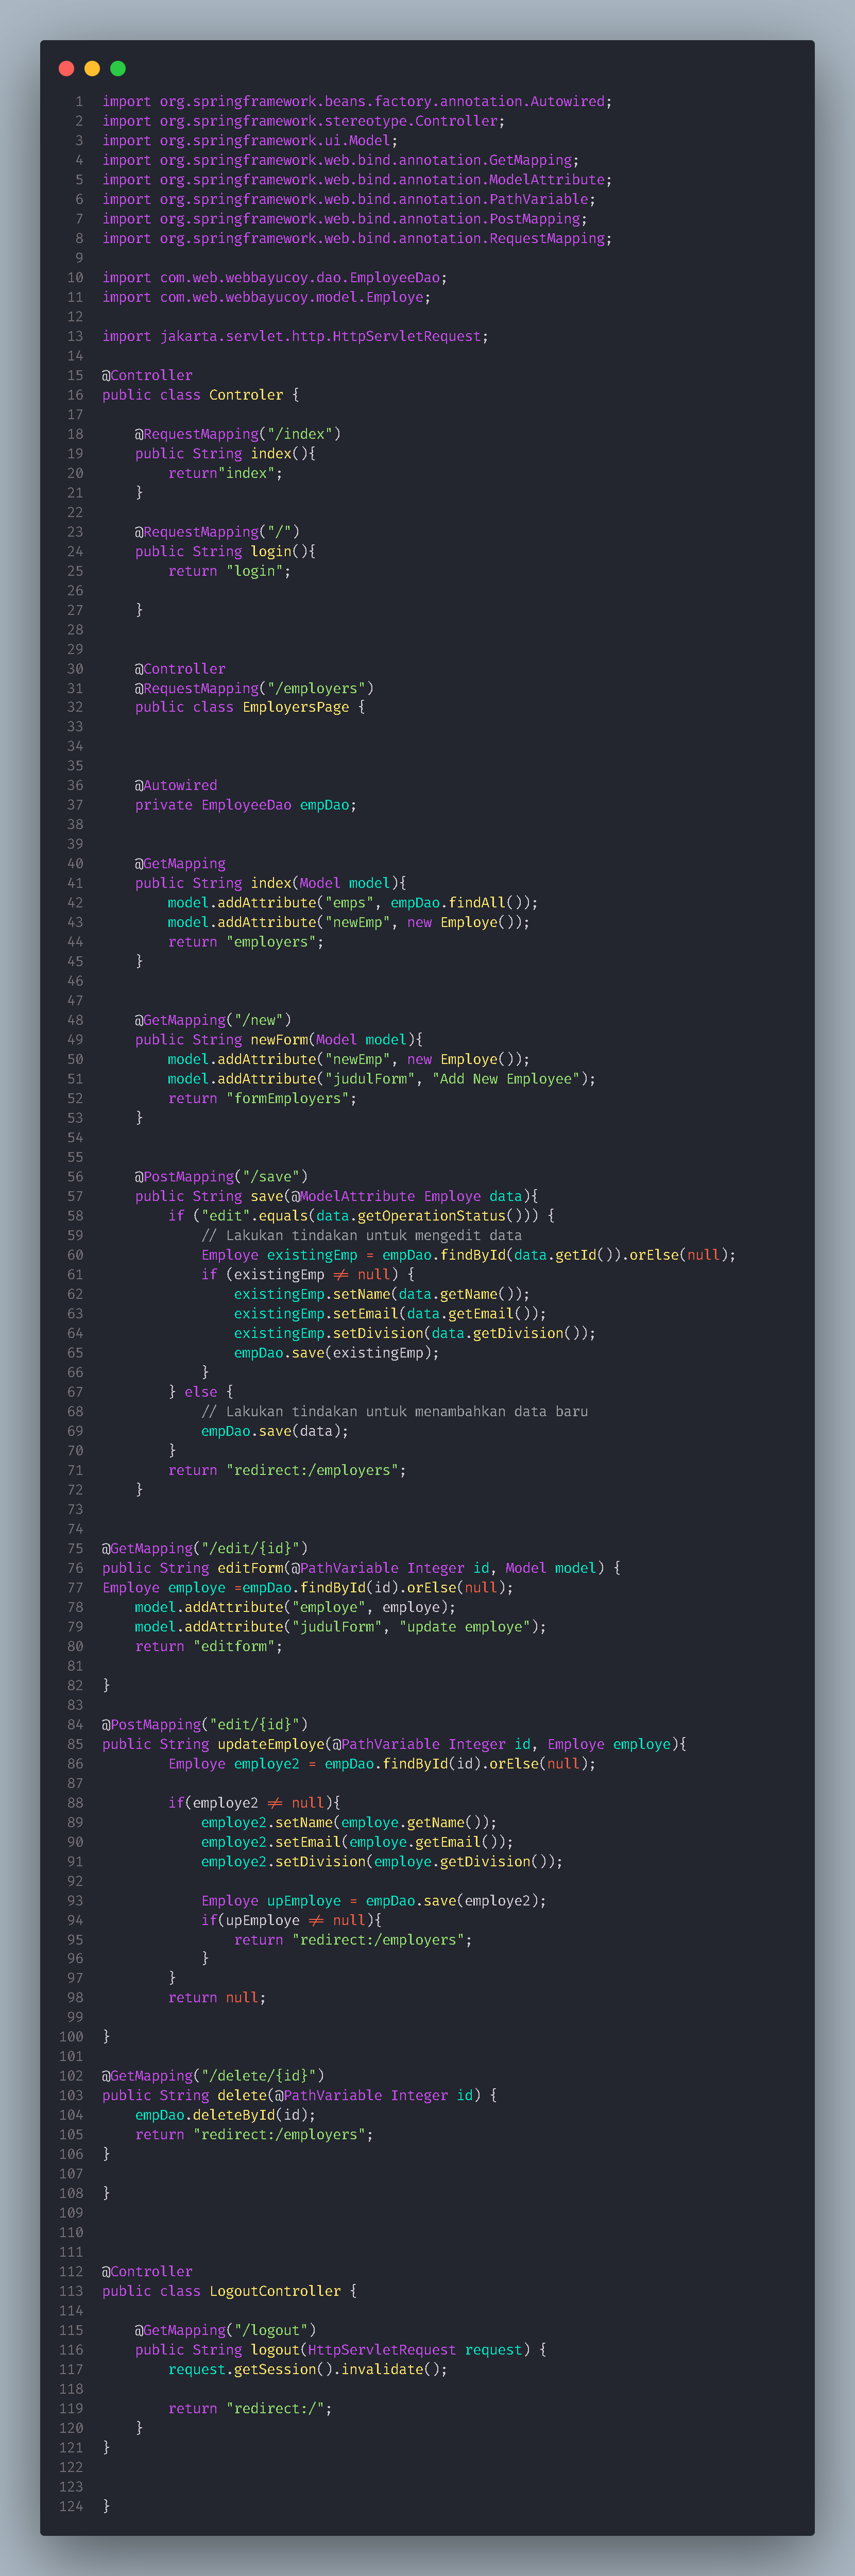 1 import org.springframework.beans.factory.annotation.Autowired;
2 import org.springframework.stereotype.Controller;
3 import org.springframework.ui.Model;
4 import org.springframework.web.bind.annotation.GetMapping;
5 import org.springframework.web.bind.annotation.ModelAttribute;
6 import org.springframework.web.bind.annotation.PathVariable;
7 import org.springframework.web.bind.annotation.PostMapping;
8 import org.springframework.web.bind.annotation.RequestMapping;
9
10 import com.web.webbayucoy.dao.EmployeeDao;
11 import com.web.webbayucoy.model.Employe;
12
13 import jakarta.servlet.http.HttpServletRequest;
14
15 @Controller
16 public class Controler {
17
18     @RequestMapping("/index")
19     public String index(){
20         return"index";
21     }
22
23     @RequestMapping("/")
24     public String login(){
25         return "login";
26
27     }
28
29
30     @Controller
31     @RequestMapping("/employers")
32     public class EmployersPage {
33
34
35
36     @Autowired
37     private EmployeeDao empDao;
38
39
40     @GetMapping
41     public String index(Model model){
42         model.addAttribute("emps", empDao.findAll());
43         model.addAttribute("newEmp", new Employe());
44         return "employers";
45     }
46
47
48     @GetMapping("/new")
49     public String newForm(Model model){
50         model.addAttribute("newEmp", new Employe());
51         model.addAttribute("judulForm", "Add New Employee");
52         return "formEmployers";
53     }
54
55
56     @PostMapping("/save")
57     public String save(@ModelAttribute Employe data){
58         if ("edit".equals(data.getOperationStatus())) {
59             // Lakukan tindakan untuk mengedit data
60             Employe existingEmp = empDao.findById(data.getId()).orElse(null);
61             if (existingEmp != null) {
62                 existingEmp.setName(data.getName());
63                 existingEmp.setEmail(data.getEmail());
64                 existingEmp.setDivision(data.getDivision());
65                 empDao.save(existingEmp);
66             }
67         } else {
68             // Lakukan tindakan untuk menambahkan data baru
69             empDao.save(data);
70         }
71         return "redirect:/employers";
72     }
73
74
75 @GetMapping("/edit/{id}")
76 public String editForm(@PathVariable Integer id, Model model) {
77 Employe employe =empDao.findById(id).orElse(null);
78     model.addAttribute("employe", employe);
79     model.addAttribute("judulForm", "update employe");
80     return "editform";
81
82 }
83
84 @PostMapping("edit/{id}")
85 public String updateEmploye(@PathVariable Integer id, Employe employe){
86         Employe employe2 = empDao.findById(id).orElse(null);
87
88         if(employe2 != null){
89             employe2.setName(employe.getName());
90             employe2.setEmail(employe.getEmail());
91             employe2.setDivision(employe.getDivision());
92
93             Employe upEmploye = empDao.save(employe2);
94             if(upEmploye != null){
95                 return "redirect:/employers";
96             }
97         }
98         return null;
99
100 }
101
102 @GetMapping("/delete/{id}")
103 public String delete(@PathVariable Integer id) {
104     empDao.deleteById(id);
105     return "redirect:/employers";
106 }
107
108 }
109
110
111
112 @Controller
113 public class LogoutController {
114
115     @GetMapping("/logout")
116     public String logout(HttpServletRequest request) {
117         request.getSession().invalidate();
118
119         return "redirect:/";
120     }
121 }
122
123
124 }